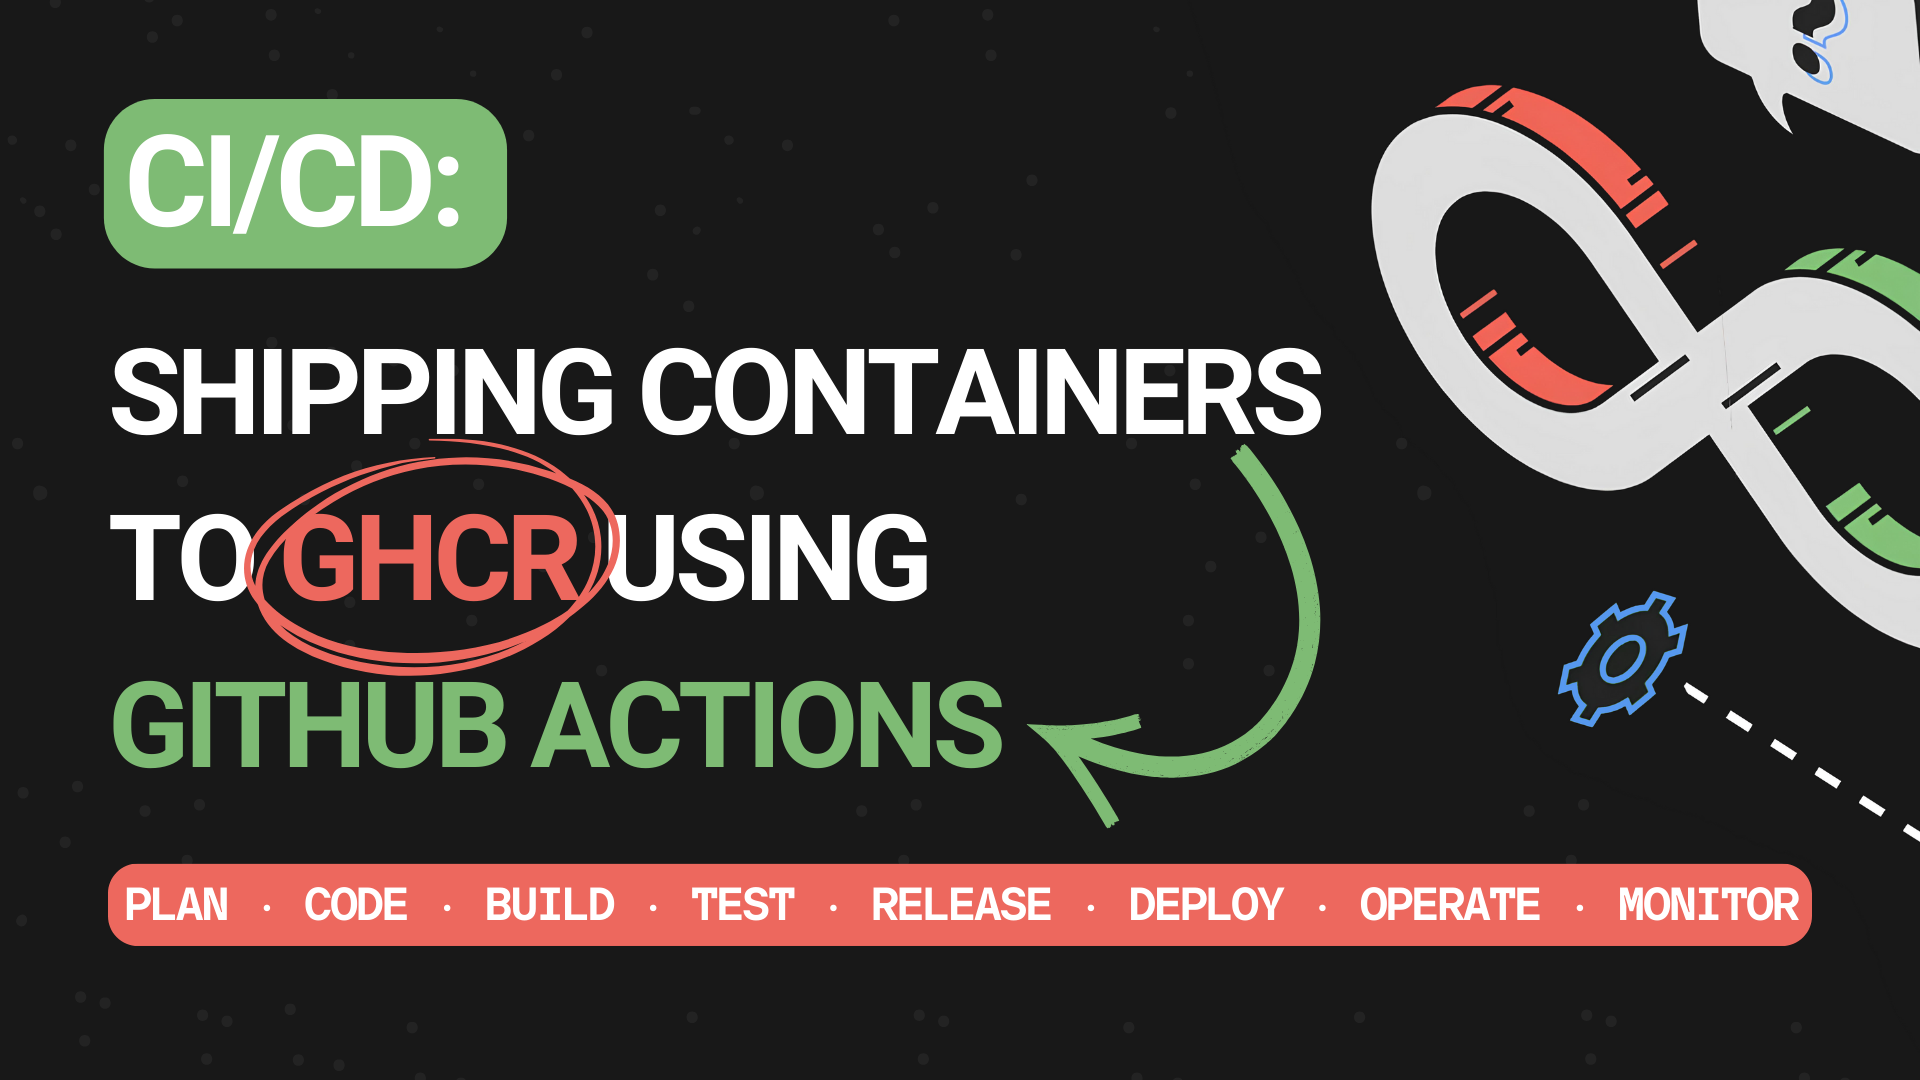 CI/CD:
SHIPPING CONTAINERS
TO GHCR USING
GITHUB ACTIONS
PLAN · CODE · BUILD · TEST · RELEASE · DEPLOY · OPERATE · MONITOR